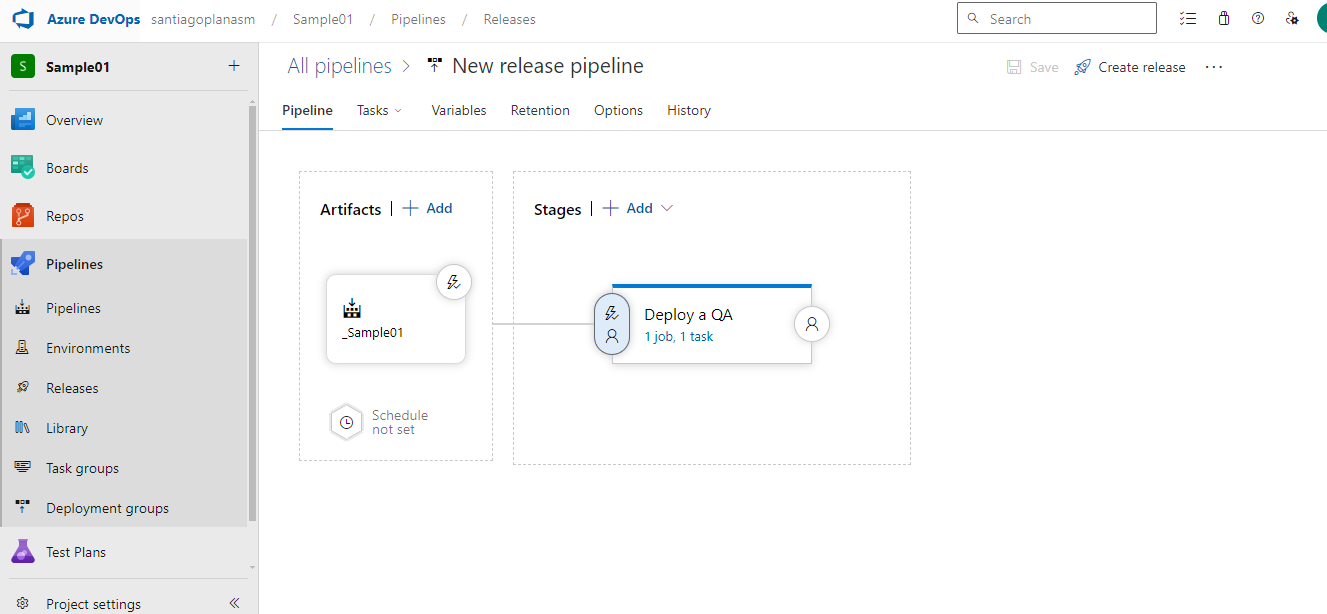 Azure DevOps santiagoplanasm / Sample01 / Pipelines / Releases
Search
S Sample01 +
Overview
Boards
Repos
Pipelines
Pipelines
Environments
Releases
Library
Task groups
Deployment groups
Test Plans
Project settings
All pipelines > New release pipeline
Save Create release ...
Pipeline Tasks Variables Retention Options History
Artifacts | + Add
_Sample01
Schedule
not set
Stages | + Add
Deploy a QA
1 job, 1 task